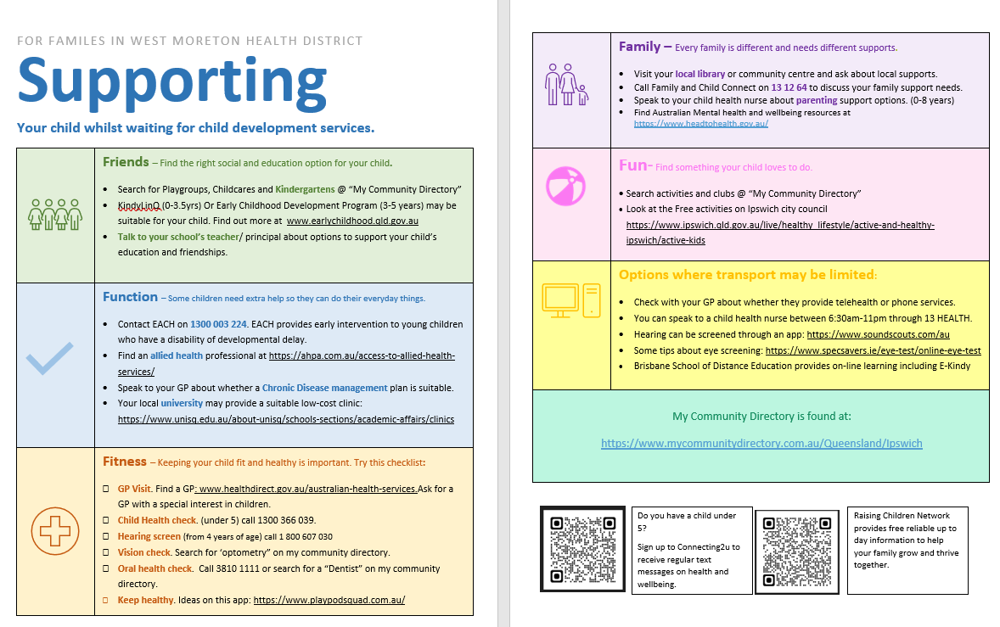 FOR FAMILES IN WEST MORETON HEALTH DISTRICT
Supporting
Your child whilst waiting for child development services.
Friends – Find the right social and education option for your child.
• Search for Playgroups, Childcares and Kindergartens @ “My Community Directory”
• KindyLinQ (0-3.5yrs) Or Early Childhood Development Program (3-5 years) may be
suitable for your child. Find out more at www.earlychildhood.qld.gov.au
• Talk to your school’s teacher/ principal about options to support your child’s
education and friendships.
Function – Some children need extra help so they can do their everyday things.
• Contact EACH on 1300 003 224. EACH provides early intervention to young children
who have a disability of developmental delay.
• Find an allied health professional at https://ahpa.com.au/access-to-allied-health-
services/
• Speak to your GP about whether a Chronic Disease management plan is suitable.
• Your local university may provide a suitable low-cost clinic:
https://www.unisq.edu.au/about-unisq/schools-sections/academic-affairs/clinics
Fitness – Keeping your child fit and healthy is important. Try this checklist:
☐ GP Visit. Find a GP: www.healthdirect.gov.au/australian-health-services.Ask for a
GP with a special interest in children.
☐ Child Health check. (under 5) call 1300 366 039.
☐ Hearing screen (from 4 years of age) call 1 800 607 030
☐ Vision check. Search for ‘optometry” on my community directory.
☐ Oral health check. Call 3810 1111 or search for a “Dentist” on my community
directory.
☐ Keep healthy. Ideas on this app: https://www.playpodsquad.com.au/
Family – Every family is different and needs different supports.
• Visit your local library or community centre and ask about local supports.
• Call Family and Child Connect on 13 12 64 to discuss your family support needs.
• Speak to your child health nurse about parenting support options. (0-8 years)
• Find Australian Mental health and wellbeing resources at
https://www.headtohealth.gov.au/
Fun- Find something your child loves to do.
• Search activities and clubs @ “My Community Directory”
• Look at the Free activities on Ipswich city council
https://www.ipswich.qld.gov.au/live/healthy_lifestyle/active-and-healthy-
ipswich/active-kids
Options where transport may be limited:
• Check with your GP about whether they provide telehealth or phone services.
• You can speak to a child health nurse between 6:30am-11pm through 13 HEALTH.
• Hearing can be screened through an app: https://www.soundscouts.com/au
• Some tips about eye screening: https://www.specsavers.ie/eye-test/online-eye-test
• Brisbane School of Distance Education provides on-line learning including E-Kindy
My Community Directory is found at:
https://www.mycommunitydirectory.com.au/Queensland/Ipswich
Do you have a child under
5?
Sign up to Connecting2u to
receive regular text
messages on health and
wellbeing.
Raising Children Network
provides free reliable up to
day information to help
your family grow and thrive
together.